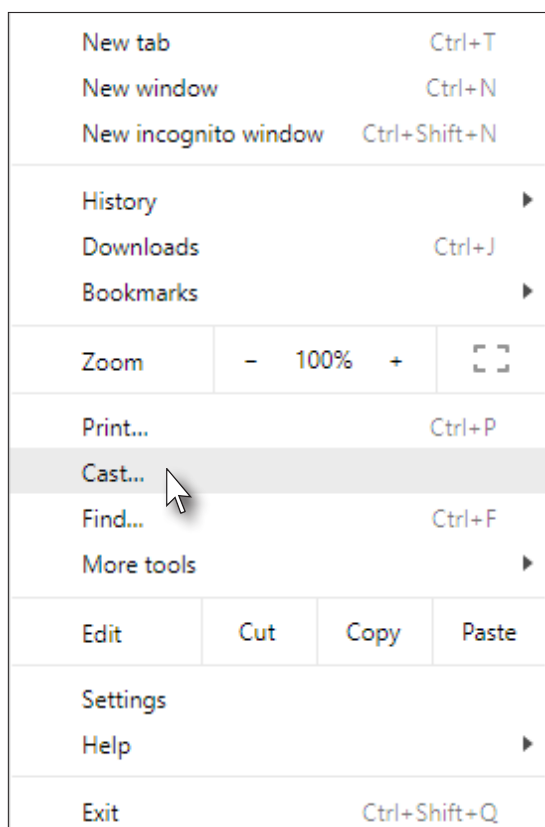 New tab Ctrl+T
New window Ctrl+N
New incognito window Ctrl+Shift+N
History
Downloads Ctrl+J
Bookmarks
Zoom - 100% +
Print... Ctrl+P
Cast...
Find... Ctrl+F
More tools
Edit Cut Copy Paste
Settings
Help
Exit Ctrl+Shift+Q